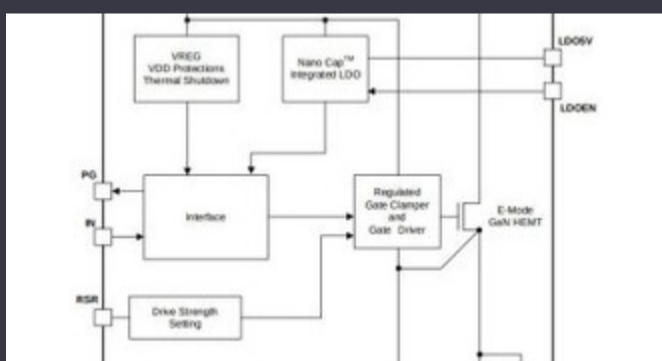 VREG
VDD Protections
Thermal Shutdown
Nano Cap™
Integrated LDO
LDO5V
LDOEN
PG
IN
RSR
Interface
Regulated
Gate Clamper
and
Gate Driver
E-Mode
GaN HEMT
Drive Strength
Setting